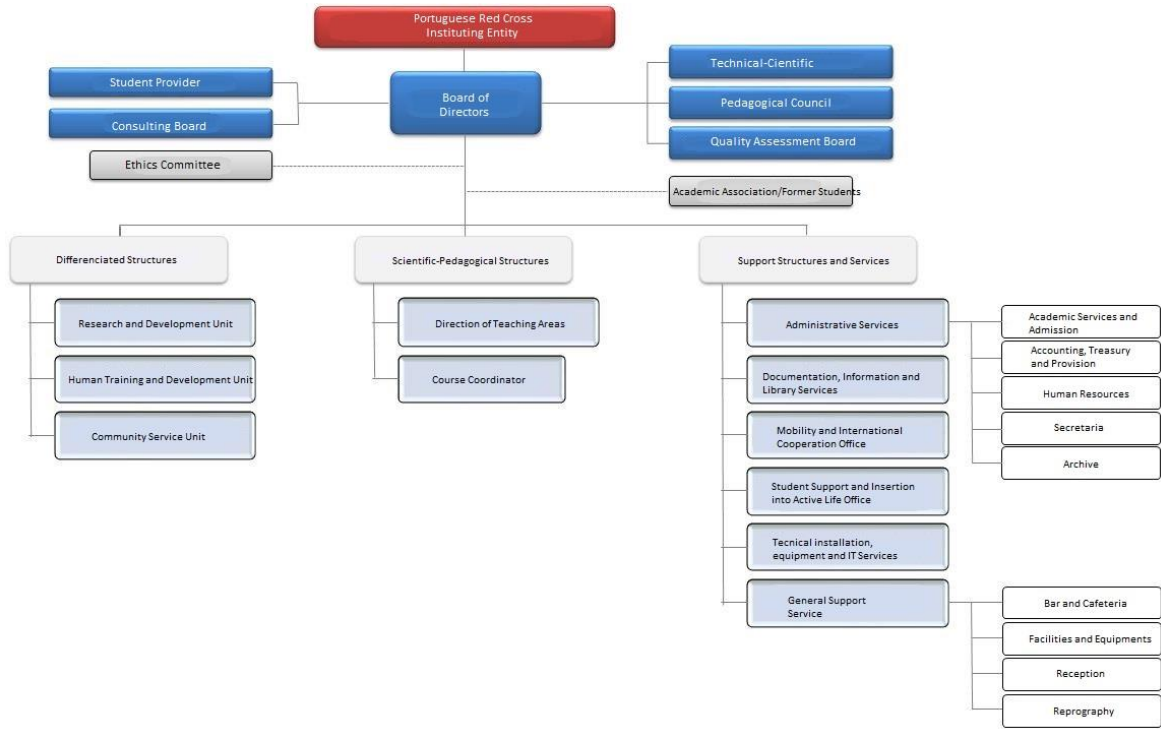 Portuguese Red Cross
Instituting Entity
Student Provider
Consulting Board
Board of
Directors
Technical-Cientific
Pedagogical Council
Quality Assessment Board
Ethics Committee
Academic Association/Former Students
Differenciated Structures
Research and Development Unit
Human Training and Development Unit
Community Service Unit
Scientific-Pedagogical Structures
Direction of Teaching Areas
Course Coordinator
Support Structures and Services
Administrative Services
Academic Services and
Admission
Accounting, Treasury
and Provision
Human Resources
Secretaria
Archive
Documentation, Information and
Library Services
Mobility and International
Cooperation Office
Student Support and Insertion
into Active Life Office
Tecnical installation,
equipment and IT Services
General Support
Service
Bar and Cafeteria
Facilities and Equipments
Reception
Reprography